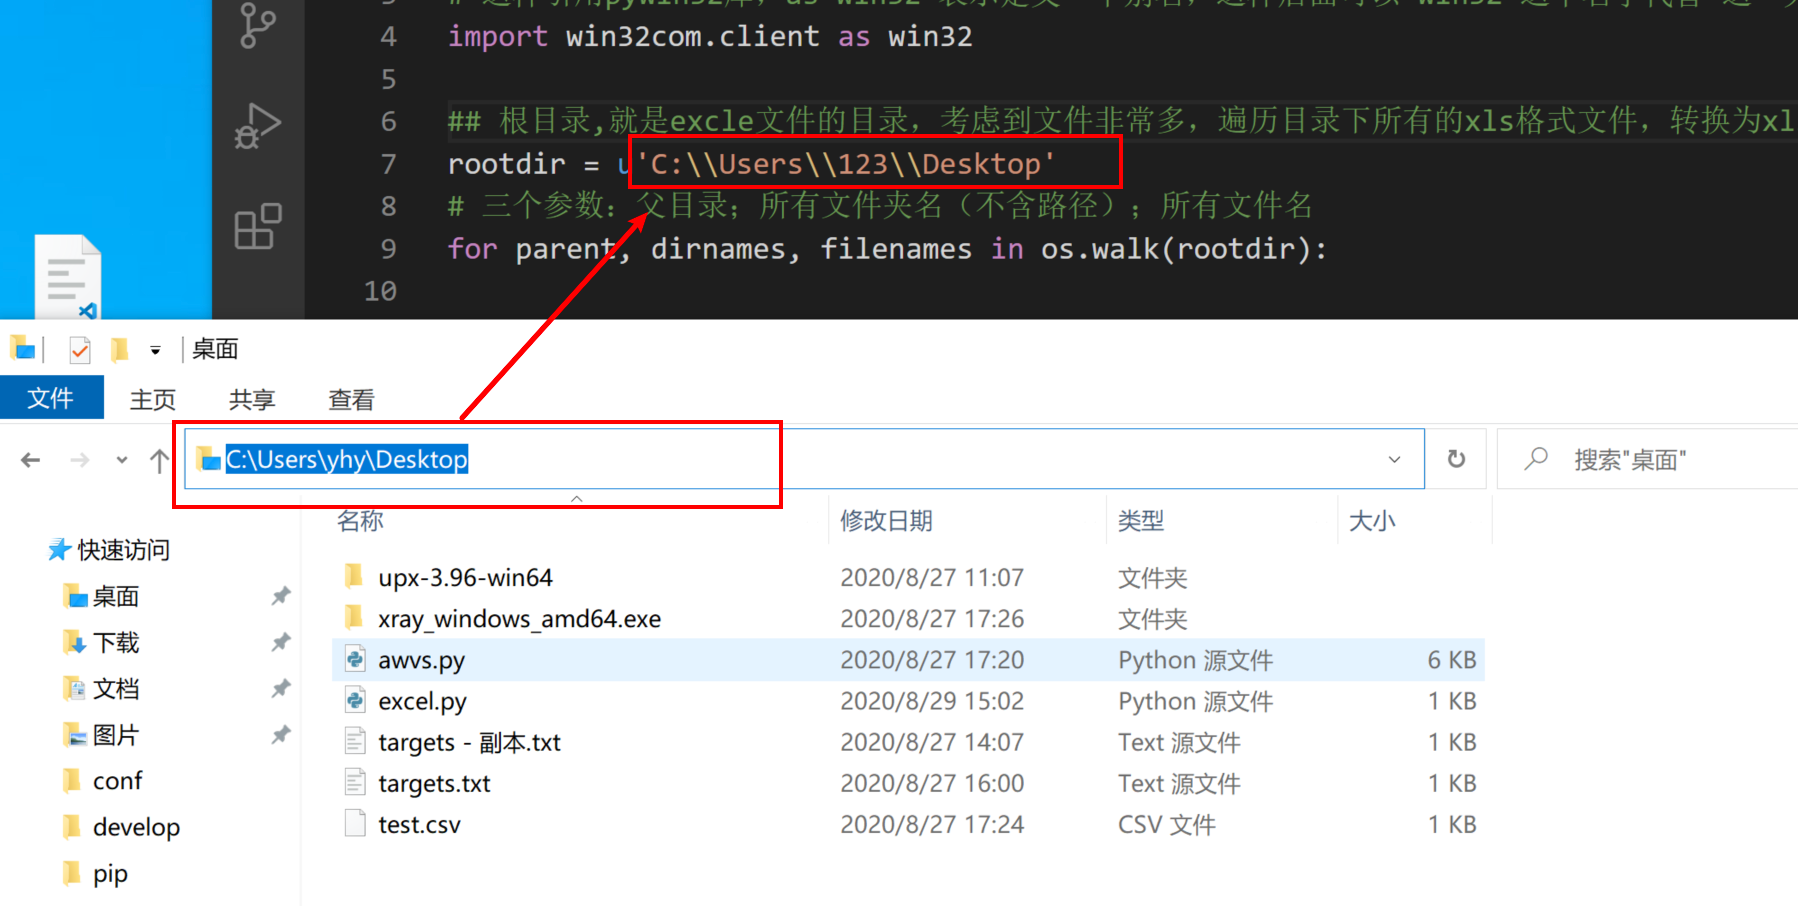 4 import win32com.client as win32
5
6 ## 根目录,就是excle文件的目录，考虑到文件非常多，遍历目录下所有的xls格式文件，转换为xl
7 rootdir = u'C:\\Users\\123\\Desktop'
8 # 三个参数：父目录；所有文件夹名（不含路径）；所有文件名
9 for parent, dirnames, filenames in os.walk(rootdir):
10
桌面
文件 主页 共享 查看
C:\Users\yhy\Desktop 搜索"桌面"
名称 修改日期 类型 大小
快速访问
桌面
下载
文档
图片
conf
develop
pip
upx-3.96-win64 2020/8/27 11:07 文件夹
xray_windows_amd64.exe 2020/8/27 17:26 文件夹
awvs.py 2020/8/27 17:20 Python 源文件 6 KB
excel.py 2020/8/29 15:02 Python 源文件 1 KB
targets - 副本.txt 2020/8/27 14:07 Text 源文件 1 KB
targets.txt 2020/8/27 16:00 Text 源文件 1 KB
test.csv 2020/8/27 17:24 CSV 文件 1 KB